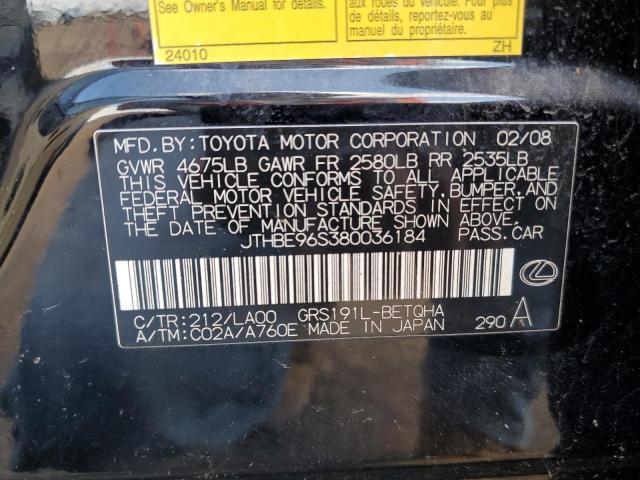 See Owner's Manual for details.
aux roues du véhicule. Pour plus
de détails, reportez-vous au
24010
ZH
MFD.BY:TOYOTA MOTOR CORPORATION 02/08
GVWR 4675LB GAWR FR 2580LB RR 2535LB
THIS VEHICLE CONFORMS TO ALL APPLICABLE
FEDERAL MOTOR VEHICLE SAFETY,BUMPER,AND
THEFT PREVENTION STANDARDS IN EFFECT ON
THE DATE OF MANUFACTURE SHOWN ABOVE.
JTHBE96S380036184 PASS.CAR
C/TR:212/LA00 GRS191L-BETQHA
A/TM:C02A/A760E MADE IN JAPAN 290 A